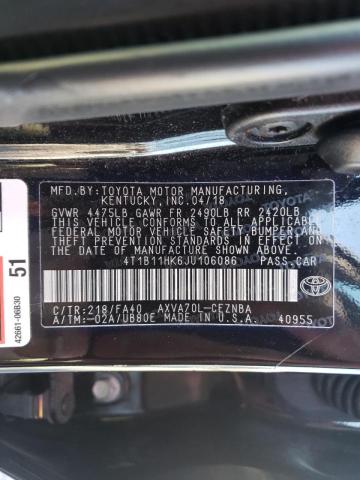 MFD.BY:TOYOTA MOTOR MANUFACTURING,
KENTUCKY,INC.04/18
GVWR 4475LB GAWR FR 2490LB RR 2420LB
THIS VEHICLE CONFORMS TO ALL APPLICABLE
FEDERAL MOTOR VEHICLE SAFETY,BUMPER,AND
THEFT PREVENTION STANDARDS IN EFFECT ON
THE DATE OF MANUFACTURE SHOWN ABOVE.
4T1B11HK6JU106086 PASS.CAR
C/TR:218/FA40 AXVA70L-CEZNBA
A/TM:-02A/UB80E MADE IN U.S.A.
40955
TOYOTA
51
42661-06B30